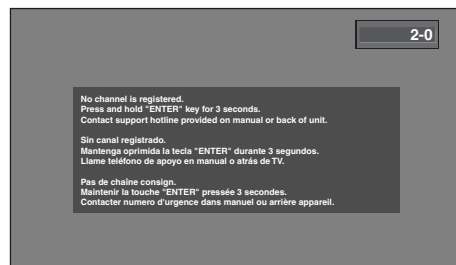 2-0
No channel is registered.
Press and hold "ENTER" key for 3 seconds.
Contact support hotline provided on manual or back of unit.
Sin canal registrado.
Mantenga oprimida la tecla "ENTER" durante 3 segundos.
Llame teléfono de apoyo en manual o atrás de TV.
Pas de chaîne consign.
Maintenir la touche "ENTER" pressée 3 secondes.
Contacter numero d'urgence dans manuel ou arrière appareil.